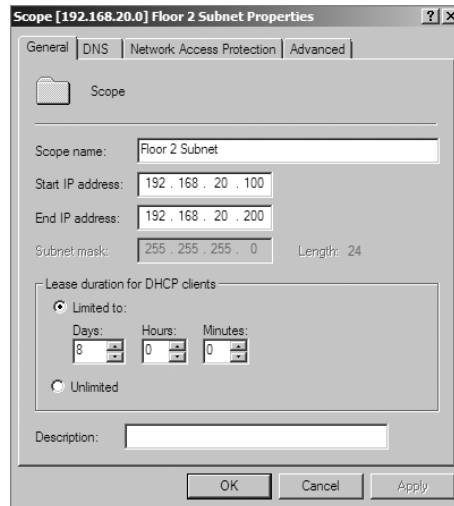 Scope [192.168.20.0] Floor 2 Subnet Properties
General DNS Network Access Protection Advanced
Scope
Scope name: Floor 2 Subnet
Start IP address: 192 . 168 . 20 . 100
End IP address: 192 . 168 . 20 . 200
Subnet mask: 255 . 255 . 255 . 0 Length: 24
Lease duration for DHCP clients
Limited to:
Days: Hours: Minutes:
8 0 0
Unlimited
Description:
OK Cancel Apply